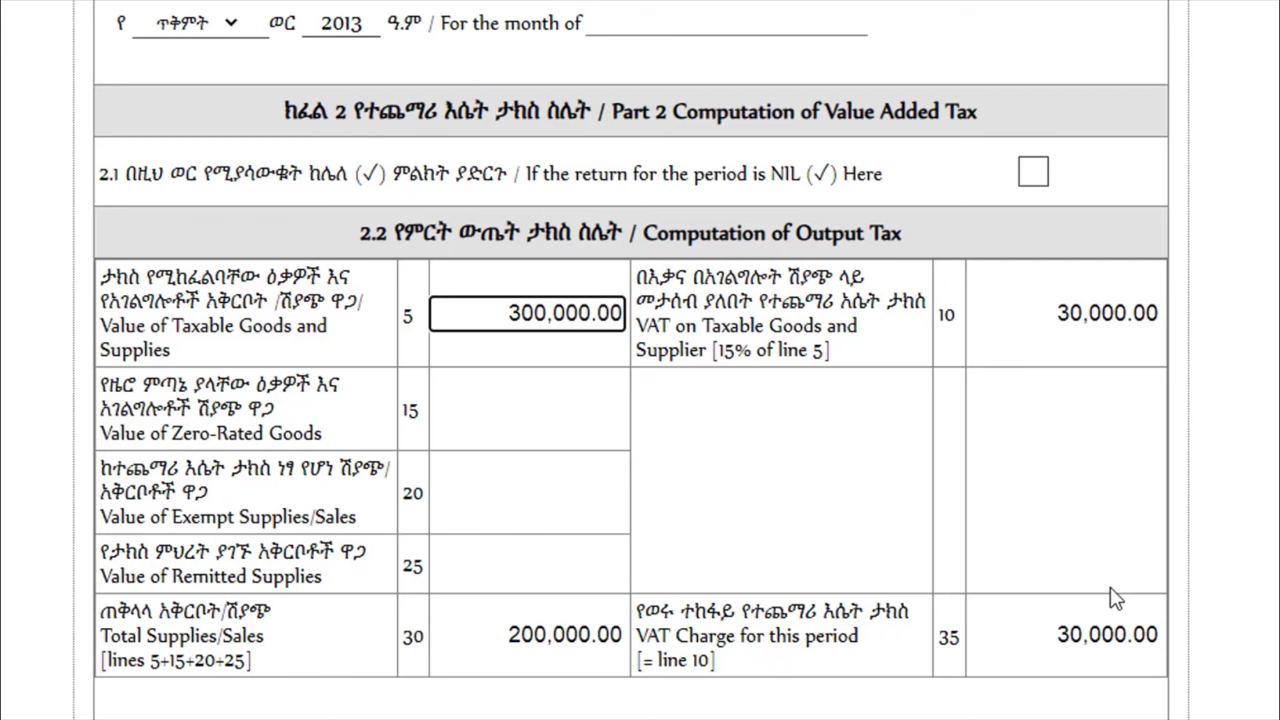 የ ጥቅምት ወር 2013 ዓ.ም / For the month of
ክፈል 2 የተጨማሪ እሴት ታክስ ስሌት / Part 2 Computation of Value Added Tax
2.1 በዚህ ወር የሚያሳውቁት ከሌለ (✓) ምልክት ያድርጉ / If the return for the period is NIL (✓) Here
2.2 የምርት ውጤት ታክስ ስሌት / Computation of Output Tax
ታክስ የሚከፈልባቸው ዕቃዎች እና
የአገልግሎቶች አቅርቦት /ሽያጭ ዋጋ/
Value of Taxable Goods and
Supplies
5
300,000.00
በእቃና በአገልግሎት ሽያጭ ላይ
መታሰብ ያለበት የተጨማሪ እሴት ታክስ
VAT on Taxable Goods and
Supplier [15% of line 5]
10
30,000.00
የዜሮ ምጣኔ ያላቸው ዕቃዎች እና
አገልግሎቶች ሽያጭ ዋጋ
Value of Zero-Rated Goods
15
ከተጨማሪ እሴት ታክስ ነፃ የሆነ ሽያጭ/
አቅርቦቶች ዋጋ
Value of Exempt Supplies/Sales
20
የታክስ ምህረት ያገኙ አቅርቦቶች ዋጋ
Value of Remitted Supplies
25
ጠቅላላ አቅርቦት/ሽያጭ
Total Supplies/Sales
[lines 5+15+20+25]
30
200,000.00
የወሩ ተከፋይ የተጨማሪ እሴት ታክስ
VAT Charge for this period
[= line 10]
35
30,000.00